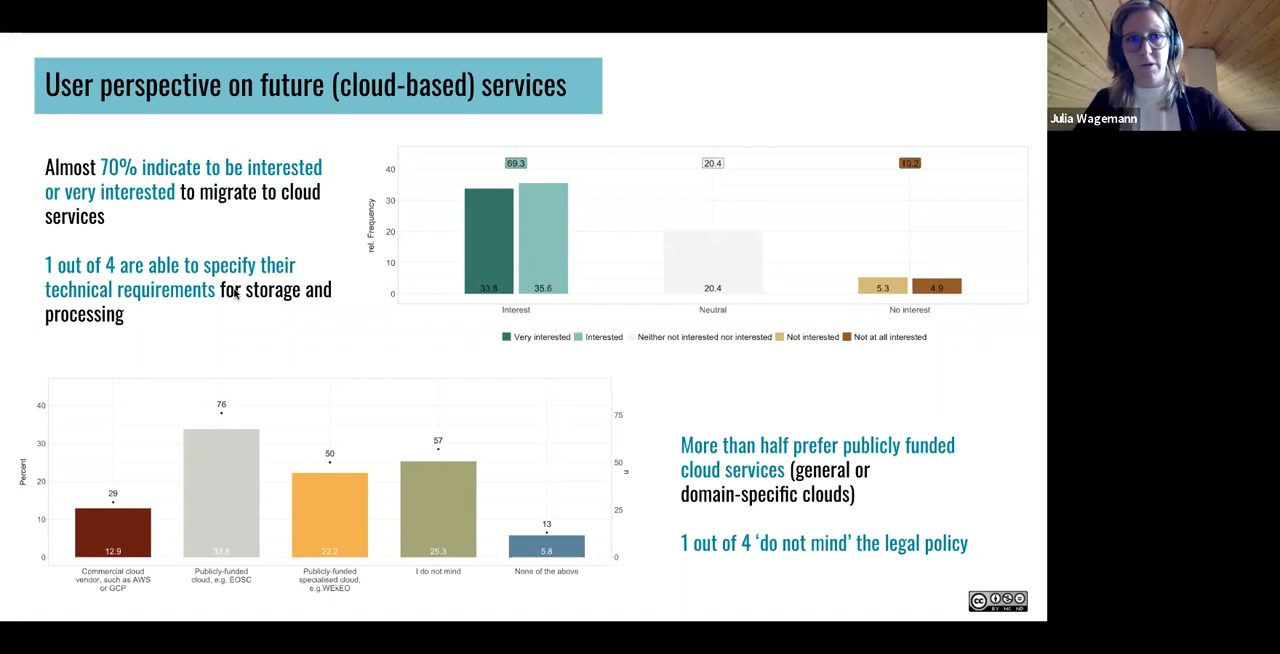 User perspective on future (cloud-based) services
Julia Wagemann
Almost 70% indicate to be interested
or very interested to migrate to cloud
services
1 out of 4 are able to specify their
technical requirements for storage and
processing
69.3
20.4
10.2
40
30
20
10
0
rel. Frequency
33.8
35.6
20.4
5.3
4.9
Interest
Neutral
No interest
Very interested
Interested
Neither not interested nor interested
Not interested
Not at all interested
40
30
20
10
0
Percent
75
50
25
0
n
29
76
50
57
13
12.9
33.8
22.2
25.3
5.8
Commercial cloud
vendor, such as AWS
or GCP
Publicly-funded
cloud, e.g. EOSC
Publicly-funded
specialised cloud,
e.g.WEkEO
I do not mind
None of the above
More than half prefer publicly funded
cloud services (general or
domain-specific clouds)
1 out of 4 ‘do not mind’ the legal policy
CC
BY NC ND